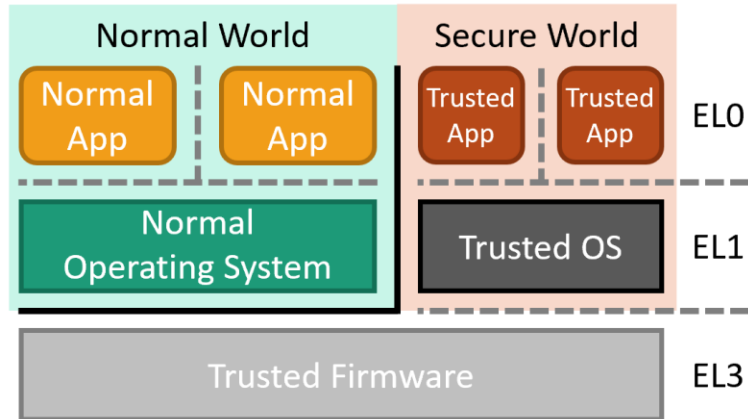 Normal World
Secure World
Normal
App
Normal
App
Trusted
App
Trusted
App
EL0
Normal
Operating System
Trusted OS
EL1
Trusted Firmware
EL3